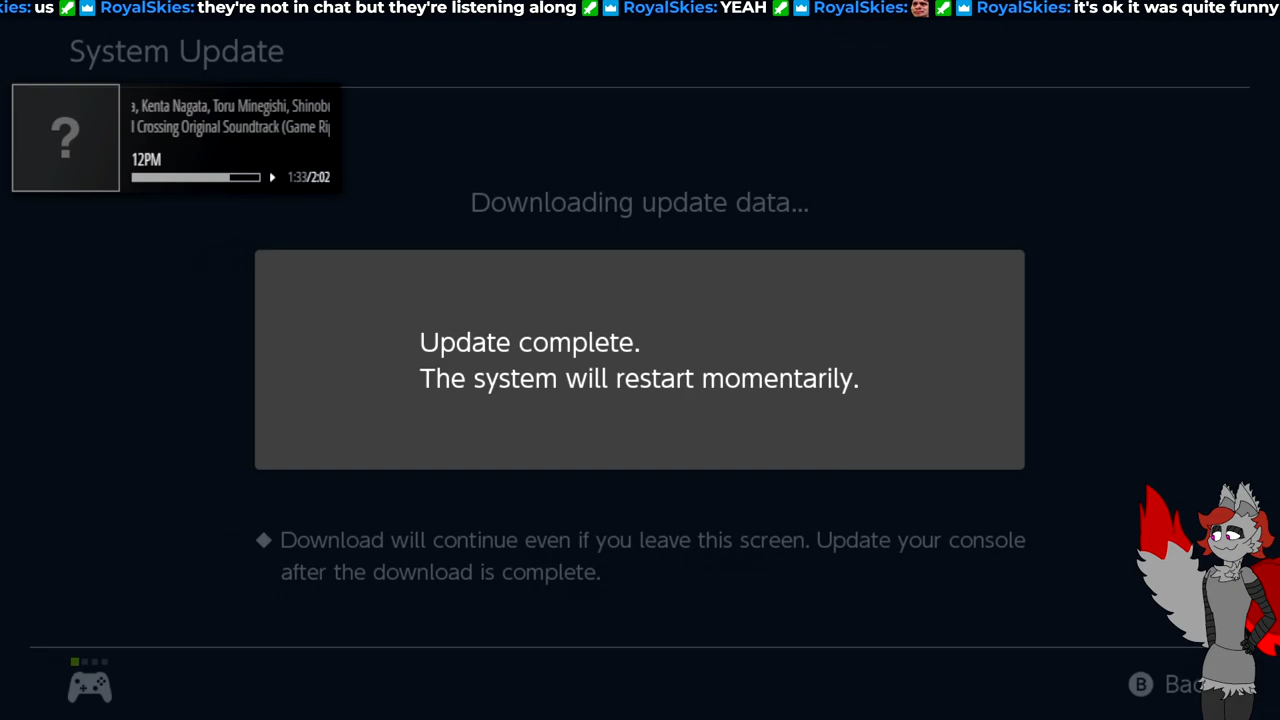 ies: us RoyalSkies: they're not in chat but they're listening along RoyalSkies: YEAH RoyalSkies: RoyalSkies: it's ok it was quite funny
System Update
a, Kenta Nagata, Toru Minegishi, Shinob
l Crossing Original Soundtrack (Game Rip
12PM
1:33/2:02
Downloading update data...
Update complete.
The system will restart momentarily.
◆ Download will continue even if you leave this screen. Update your console
after the download is complete.
B Bac